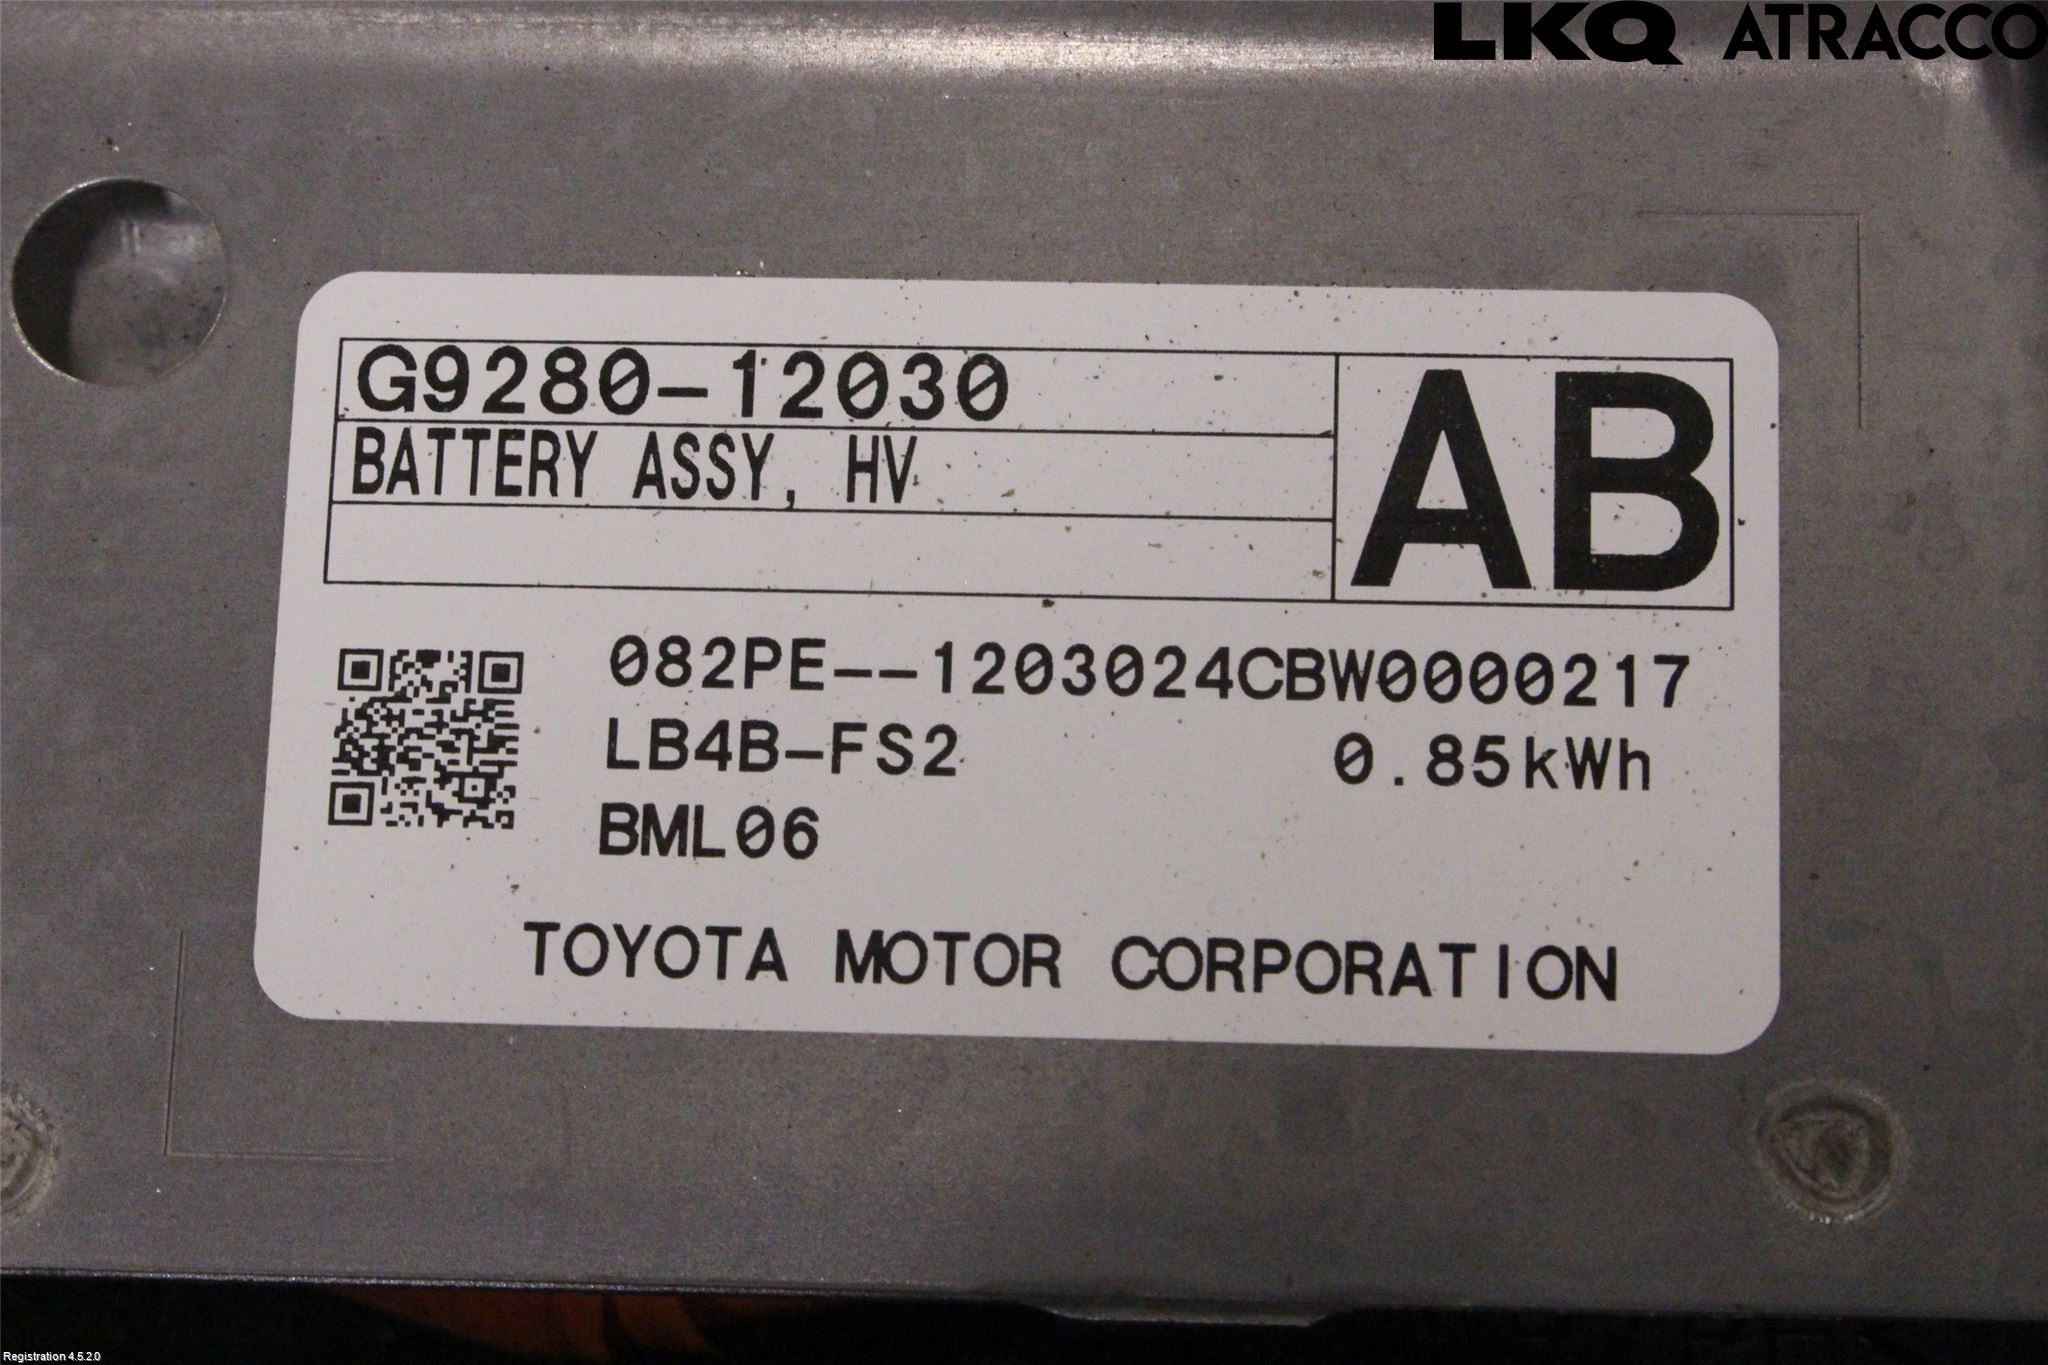 LKQ ATRACCO
G9280-12030
AB
BATTERY ASSY, HV
082PE--1203024CBW0000217
LB4B-FS2 0.85kWh
BML06
TOYOTA MOTOR CORPORATION
Registration 4.5.2.0